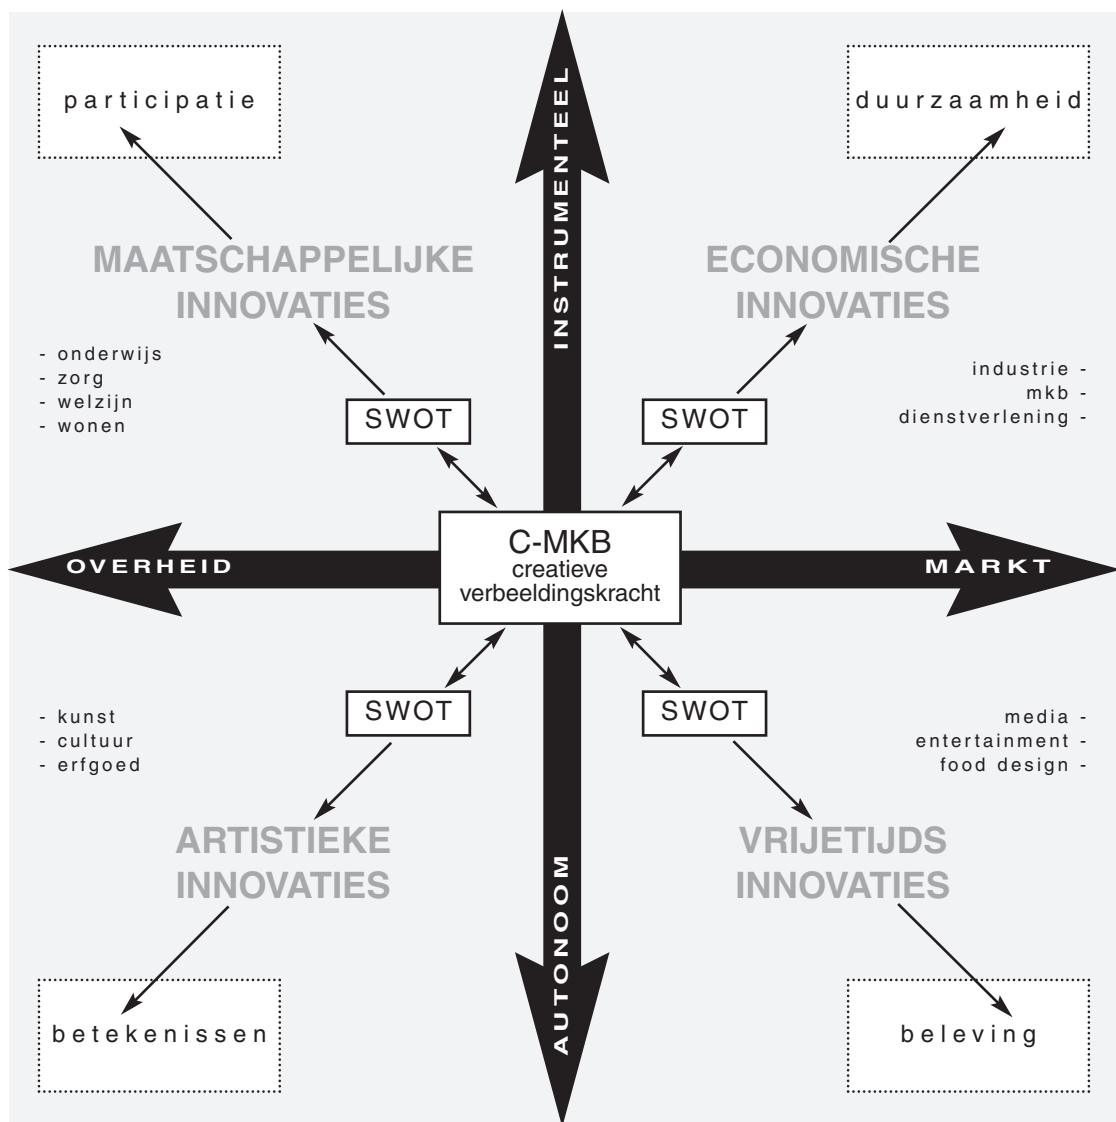 participatie
duurzaamheid
INSTRUMENTEEL
MAATSCHAPPELIJKE
INNOVATIES
ECONOMISCHE
INNOVATIES
- onderwijs
- zorg
- welzijn
- wonen
industrie -
mkb -
dienstverlening -
SWOT
SWOT
OVERHEID
C-MKB
creatieve
verbeeldingskracht
MARKT
SWOT
SWOT
- kunst
- cultuur
- erfgoed
media -
entertainment -
food design -
ARTISTIEKE
INNOVATIES
VRIJETIJDS
INNOVATIES
AUTONOOM
betekenissen
beleving